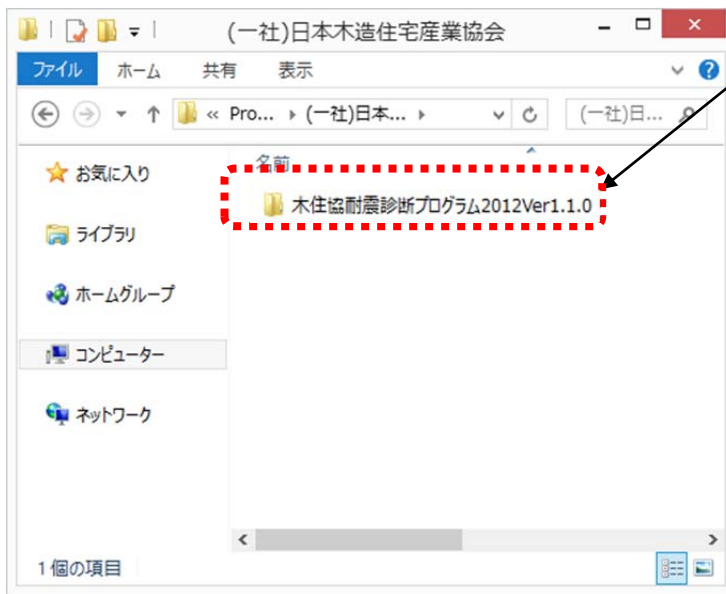 (一社)日本木造住宅産業協会
ファイル ホーム 共有 表示
« Pro... ▸ (一社)日本... ▸ (一社)日...
名前
お気に入り
木住協耐震診断プログラム2012Ver1.1.0
ライブラリ
ホームグループ
コンピューター
ネットワーク
1 個の項目